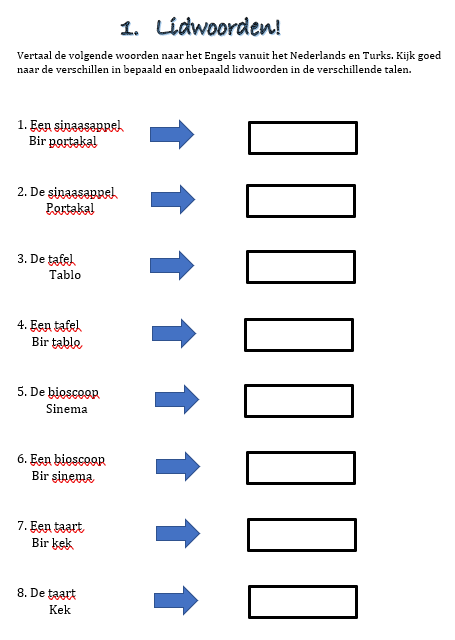 1. Lidwoorden!
Vertaal de volgende woorden naar het Engels vanuit het Nederlands en Turks. Kijk goed
naar de verschillen in bepaald en onbepaald lidwoorden in de verschillende talen.
1. Een sinaasappel
Bir portakal
2. De sinaasappel
Portakal
3. De tafel
Tablo
4. Een tafel
Bir tablo
5. De bioscoop
Sinema
6. Een bioscoop
Bir sinema
7. Een taart
Bir kek
8. De taart
Kek